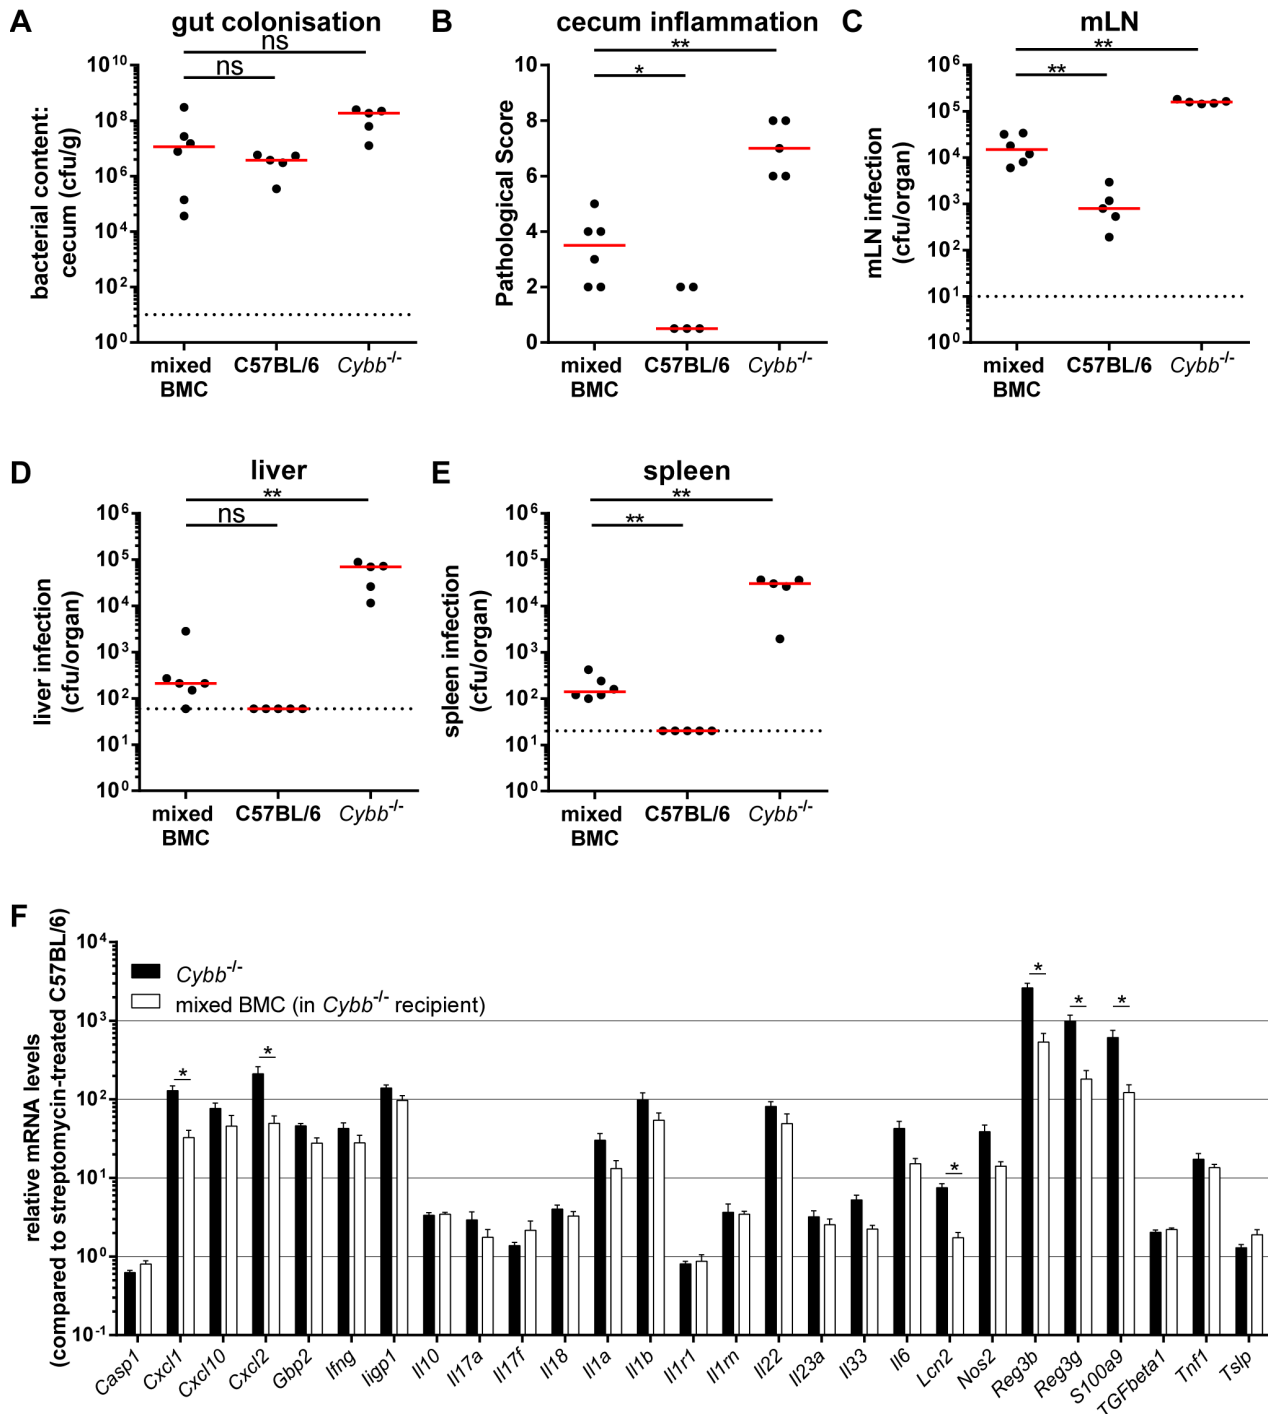 A gut colonisation
ns
ns
bacterial content:
cecum (cfu/g)
10^10
10^8
10^6
10^4
10^2
10^0
mixed BMC
C57BL/6
Cybb-/-
B cecum inflammation
**
*
Pathological Score
10
8
6
4
2
0
mixed BMC
C57BL/6
Cybb-/-
C mLN
**
**
mLN infection
(cfu/organ)
10^6
10^5
10^4
10^3
10^2
10^1
10^0
mixed BMC
C57BL/6
Cybb-/-
D liver
**
ns
liver infection
(cfu/organ)
10^6
10^5
10^4
10^3
10^2
10^1
10^0
mixed BMC
C57BL/6
Cybb-/-
E spleen
**
**
spleen infection
(cfu/organ)
10^6
10^5
10^4
10^3
10^2
10^1
10^0
mixed BMC
C57BL/6
Cybb-/-
F
relative mRNA levels
(compared to streptomycin-treated C57BL/6)
10^4
10^3
10^2
10^1
10^0
10^-1
Cybb-/-
mixed BMC (in Cybb-/- recipient)
*
*
*
*
*
*
Casp1
Cxcl1
Cxcl10
Cxcl2
Gbp2
Ifng
Iigp1
Il10
Il17a
Il17f
Il18
Il1a
Il1b
Il1r1
Il1rn
Il22
Il23a
Il33
Il6
Lcn2
Nos2
Reg3b
Reg3g
S100a9
TGFbeta1
Tnf1
Tslp